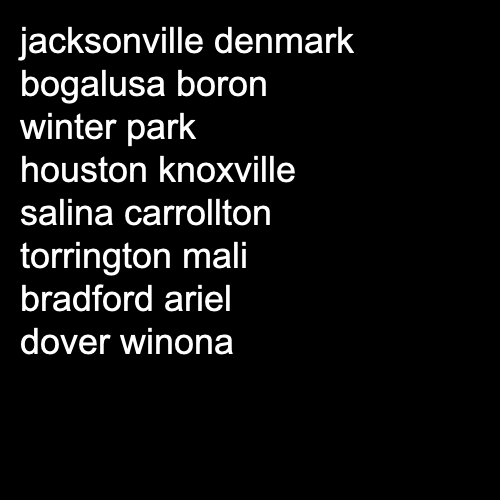 jacksonville denmark
bogalusa boron
winter park
houston knoxville
salina carrollton
torrington mali
bradford ariel
dover winona